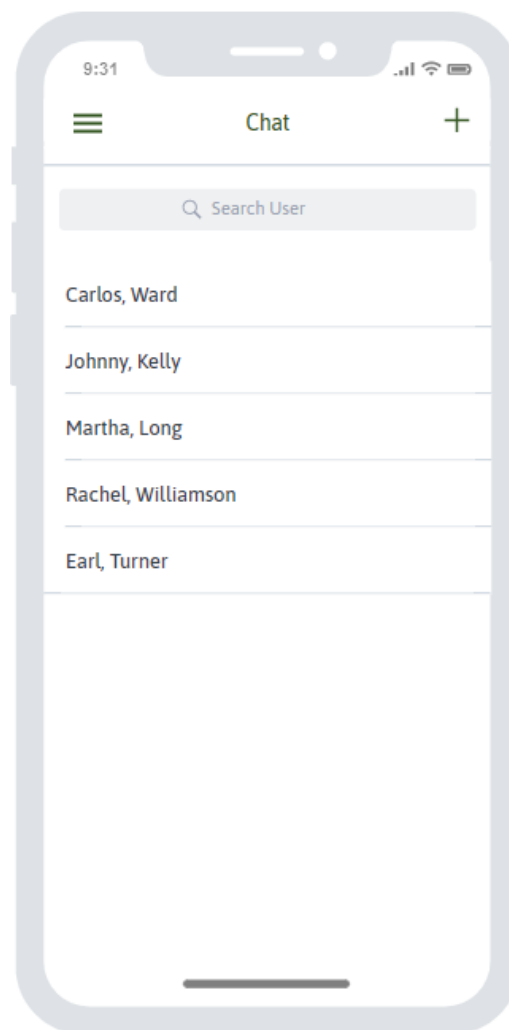 9:31
Chat
Search User
Carlos, Ward
Johnny, Kelly
Martha, Long
Rachel, Williamson
Earl, Turner